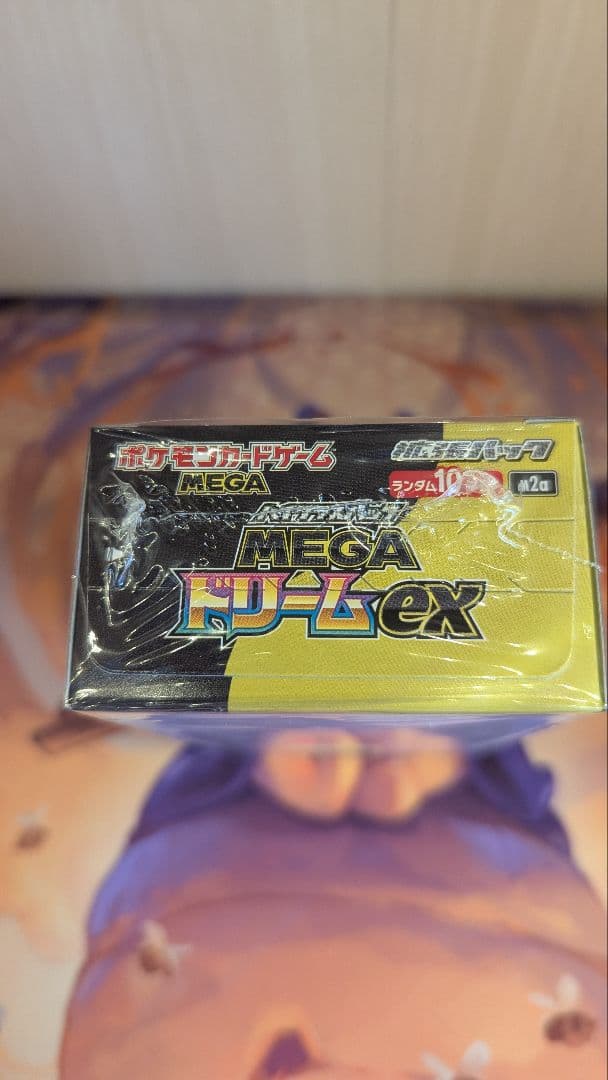 ポケモンカードゲーム
MEGA
拡張パック
ランダム10
M2a
ハイクラスパック
MEGA
ドリームex